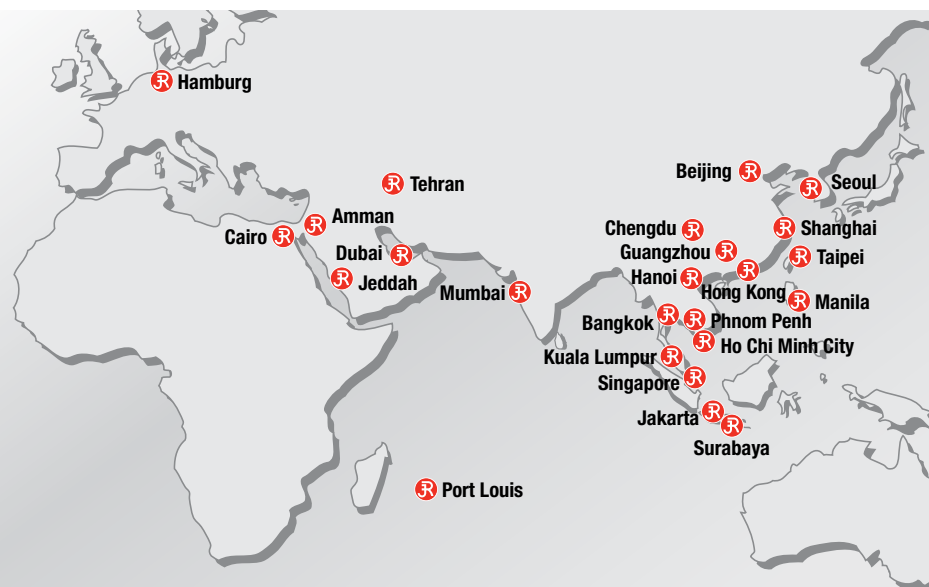 Hamburg
Tehran
Beijing
Seoul
Amman
Cairo
Chengdu
Shanghai
Dubai
Guangzhou
Taipei
Jeddah
Hanoi
Mumbai
Hong Kong
Manila
Bangkok
Phnom Penh
Ho Chi Minh City
Kuala Lumpur
Singapore
Jakarta
Surabaya
Port Louis